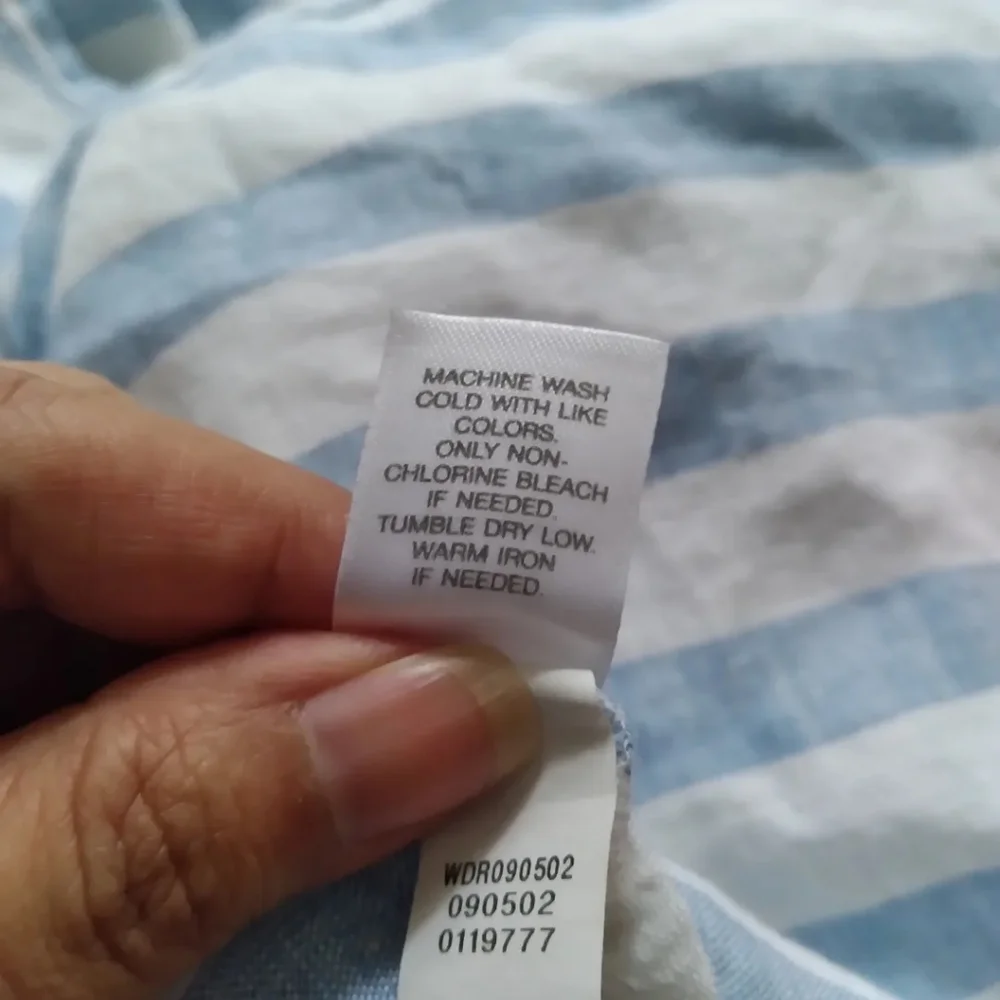 MACHINE WASH
COLD WITH LIKE
COLORS.
ONLY NON-
CHLORINE BLEACH
IF NEEDED.
TUMBLE DRY LOW.
WARM IRON
IF NEEDED.
WDR090502
090502
0119777